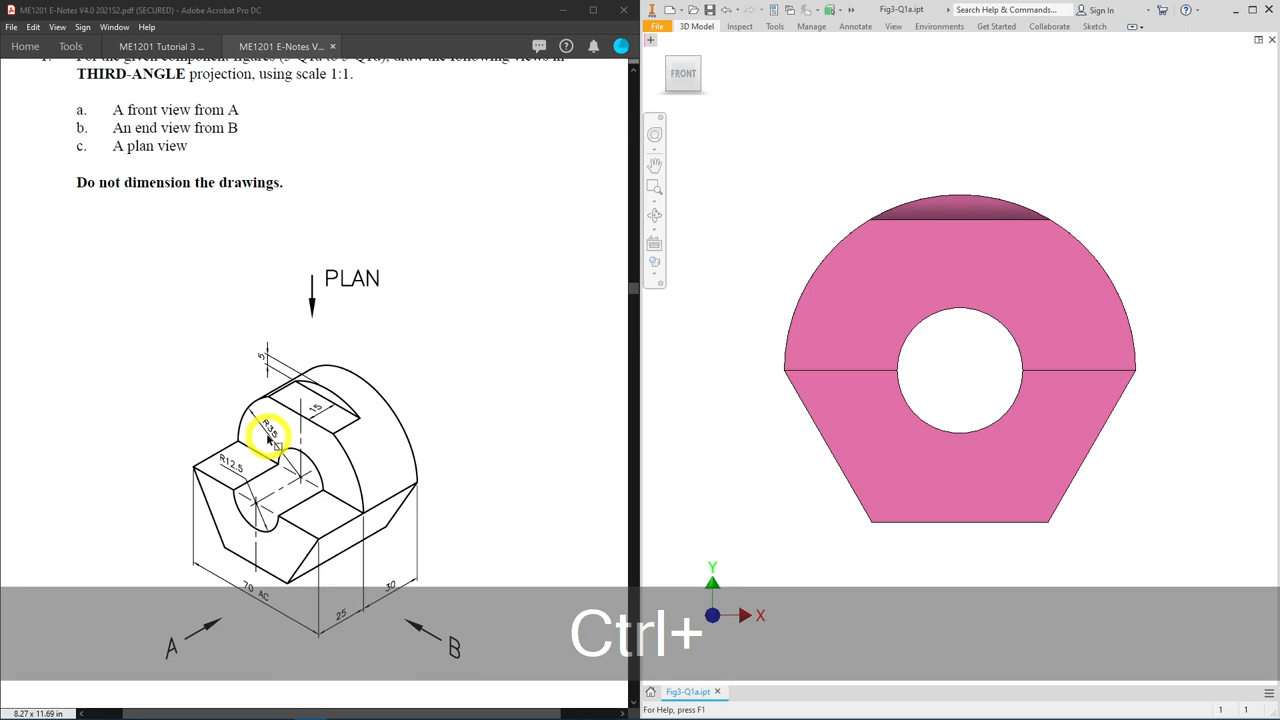 ME1201 E-Notes V4.0 2021S2.pdf (SECURED) - Adobe Acrobat Pro DC
File Edit View Sign Window Help
Home Tools ME1201 Tutorial 3 ... ME1201 E-Notes V... ×
THIRD-ANGLE projection, using scale 1:1.
a. A front view from A
b. An end view from B
c. A plan view
Do not dimension the drawings.
PLAN
5
15
R35
R12.5
70 AC
25
30
A
B
8.27 x 11.69 in
Fig3-Q1a.ipt
Search Help & Commands...
Sign In
File 3D Model Inspect Tools Manage Annotate View Environments Get Started Collaborate Sketch
FRONT
Y
X
Ctrl+
Fig3-Q1a.ipt ×
For Help, press F1
1 1